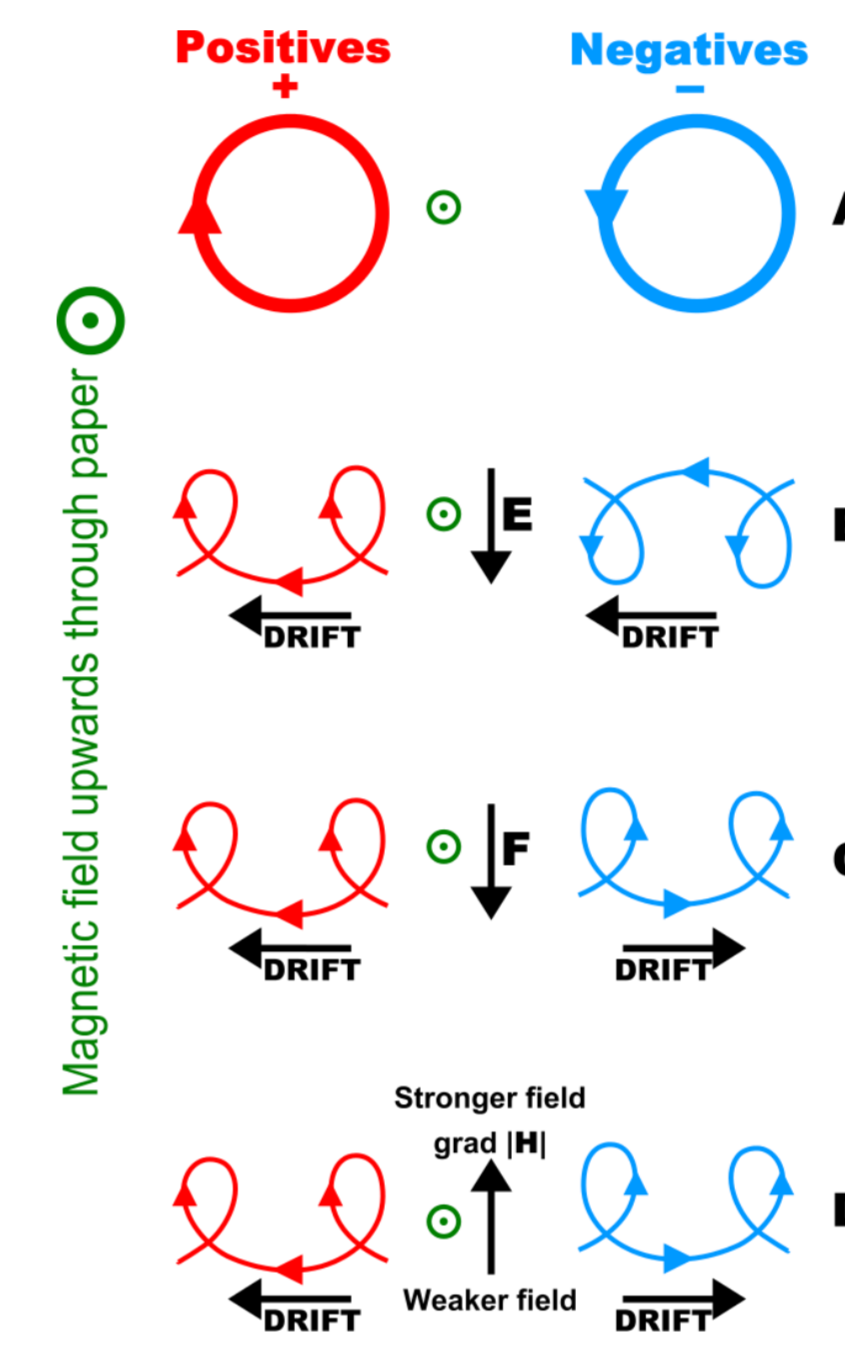 Positives
Negatives
+
−
A
Magnetic field upwards through paper
E
DRIFT
DRIFT
F
DRIFT
DRIFT
Stronger field
grad |H|
Weaker field
DRIFT
DRIFT